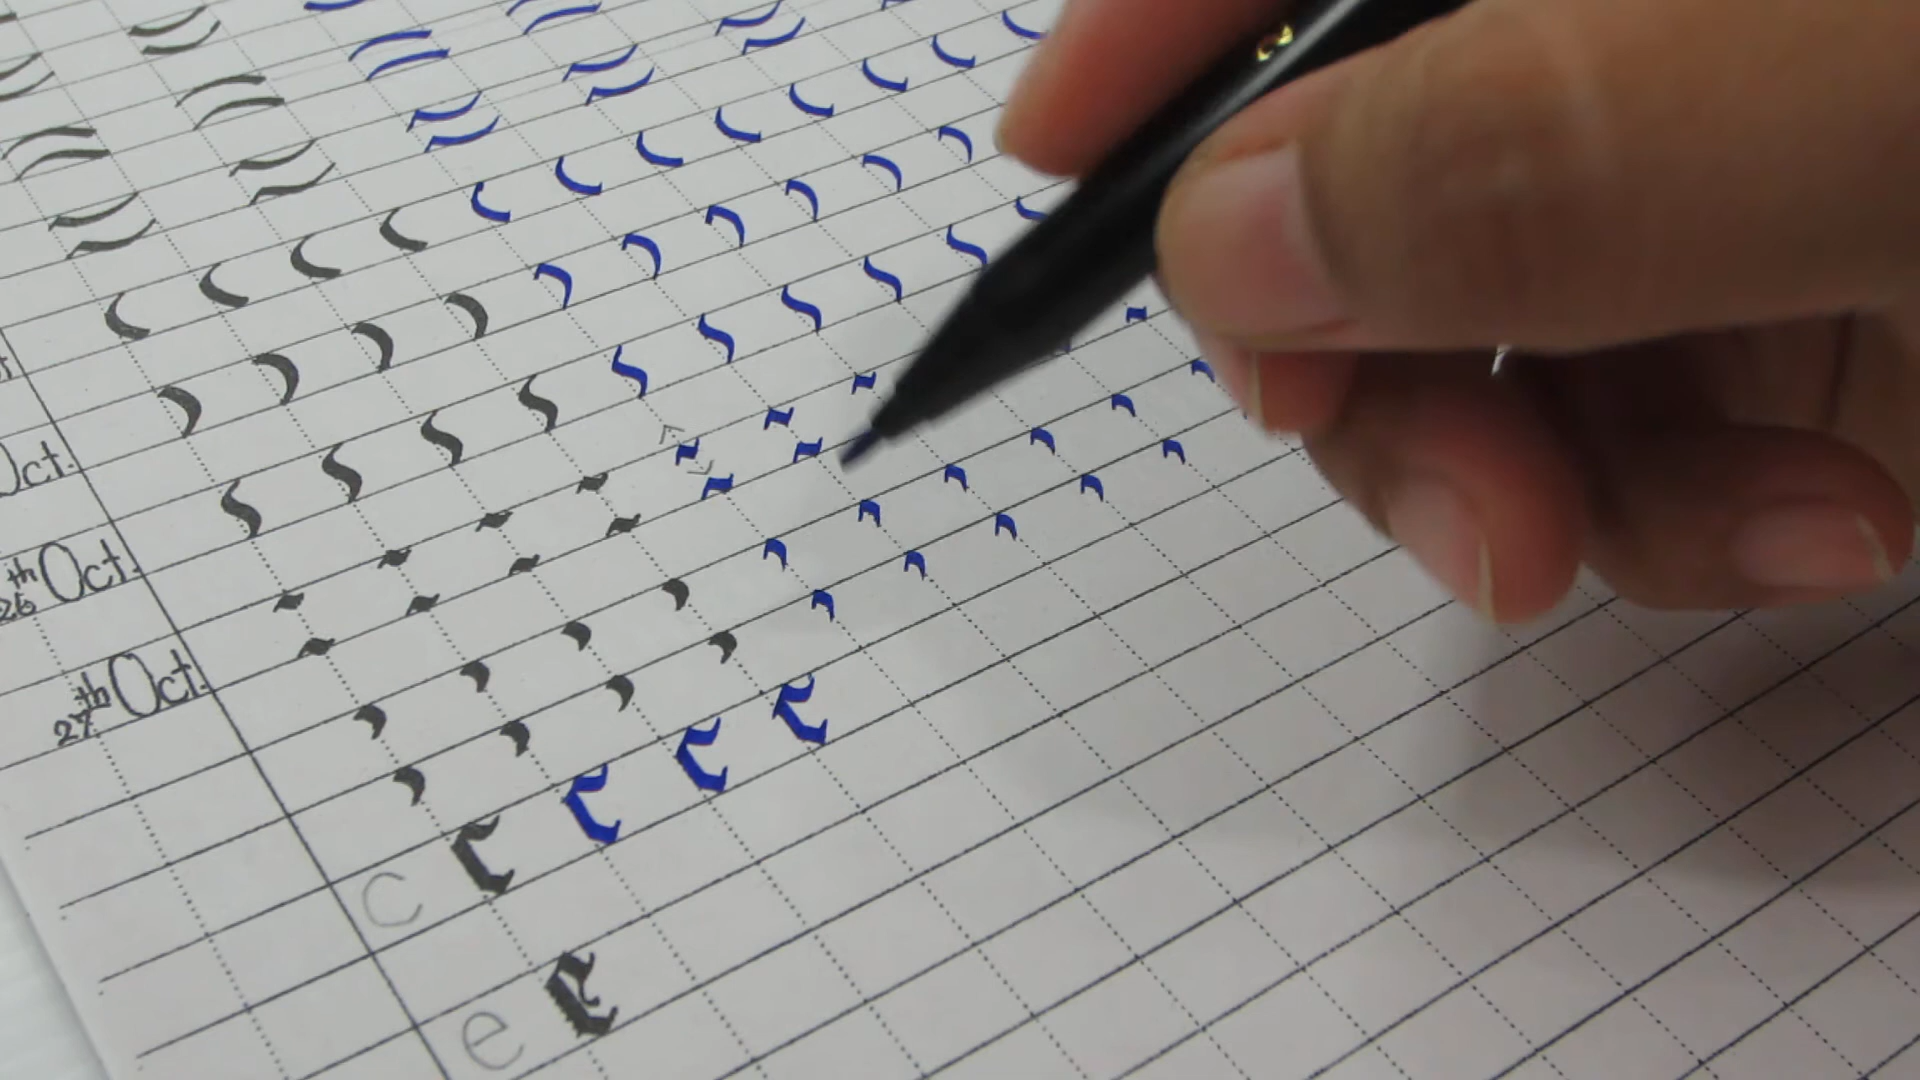 Oct.
26th Oct.
27th Oct.
c c c c c
e e